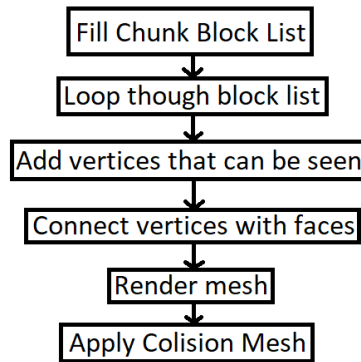 Fill Chunk Block List
Loop though block list
Add vertices that can be seen
Connect vertices with faces
Render mesh
Apply Colision Mesh